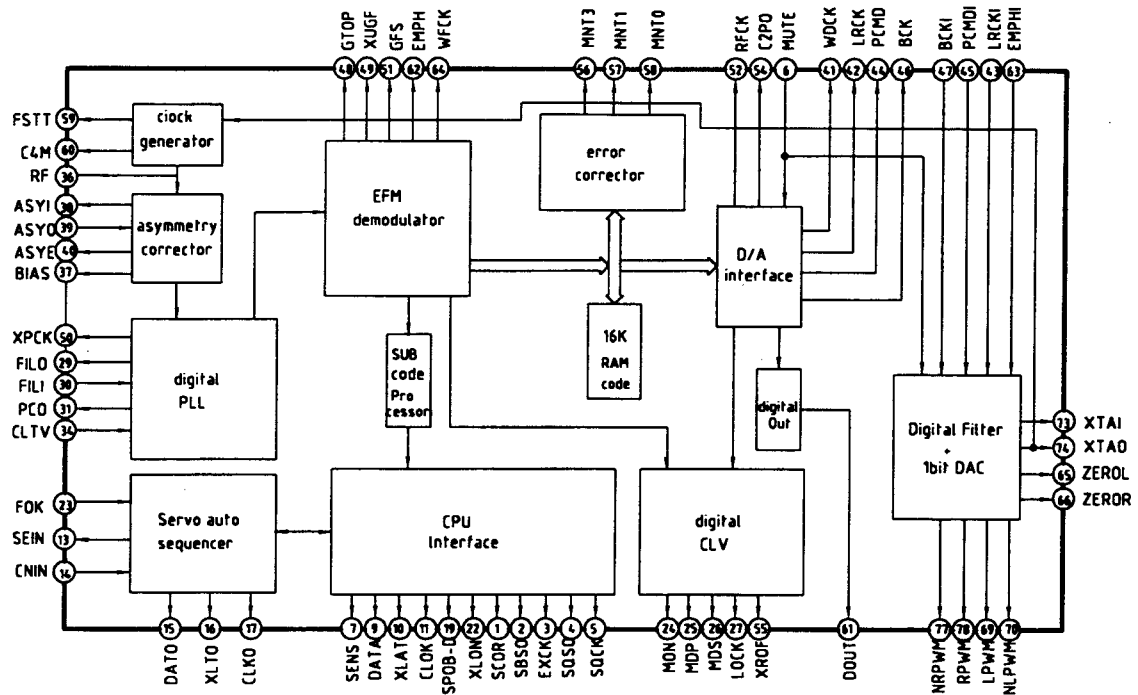 GTOP
XUGF
GFS
EMPH
WFCK
MNT3
MNT1
MNT0
RFCK
C2PO
MUTE
WDCK
LRCK
PCMD
BCK
BCKI
PCMDI
LRCKI
EMPHI
48
49
51
62
64
56
57
58
52
54
6
41
42
44
46
47
45
43
63
FSTT
59
C4M
60
RF
36
ASYI
38
ASYO
39
ASYE
40
BIAS
37
XPCK
50
FILO
29
FILI
30
PCO
31
CLTV
34
FOK
23
SEIN
13
CNIN
14
clock
generator
asymmetry
corrector
digital
PLL
Servo auto
sequencer
EFM
demodulator
SUB
code
Pro
cessor
CPU
Interface
error
corrector
16K
RAM
code
D/A
interface
digital
Out
digital
CLV
Digital Filter
+
1bit DAC
73
XTAI
74
XTAO
65
ZEROL
66
ZEROR
15
16
17
7
9
10
11
19
22
1
2
3
4
5
24
25
26
27
55
61
77
78
69
70
DATO
XLTO
CLKO
SENS
DATA
XLAT
CLOK
SPOB-D
XLON
SCOR
SBSO
EXCK
SQSO
SQCK
MON
MDP
MDS
LOCK
XROF
DOUT
NRPWM
RPWM
LPWM
NLPWM